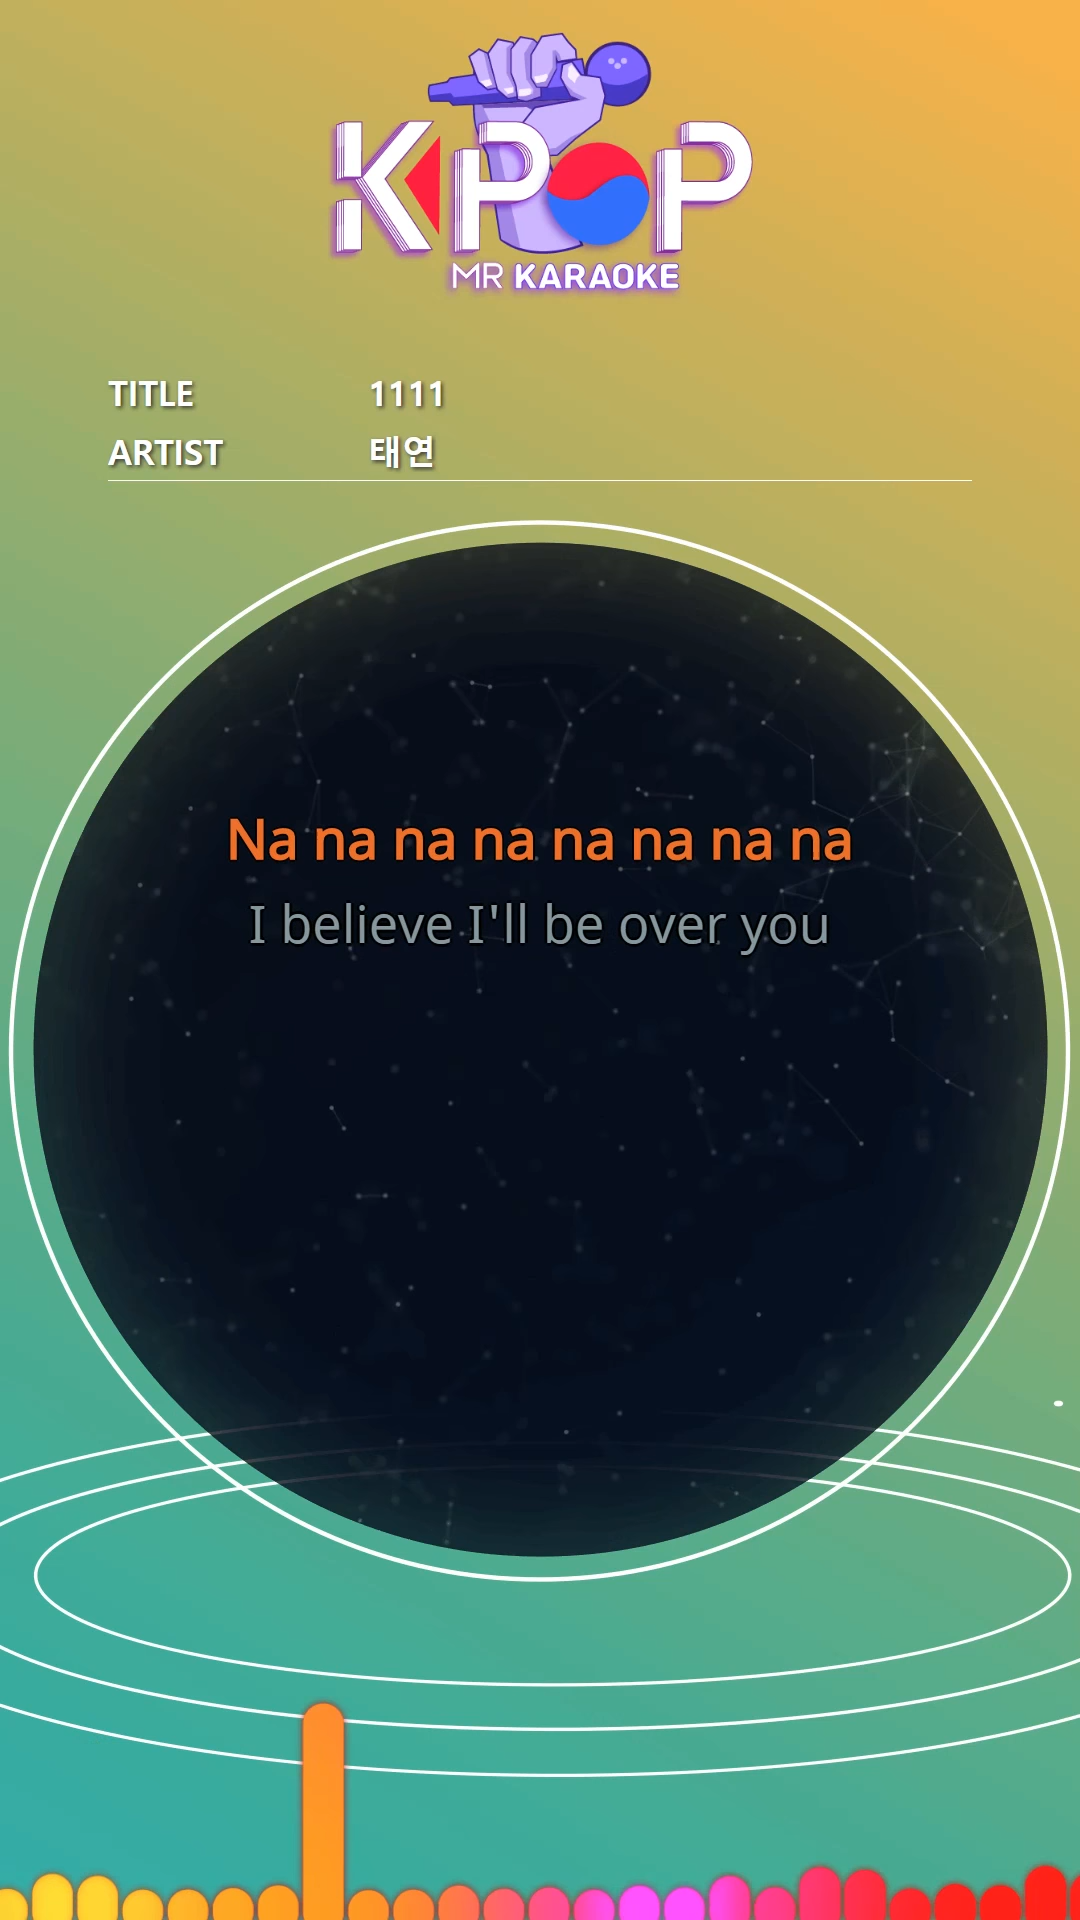 KPOP
MR KARAOKE
TITLE 1111
ARTIST 태연
Na na na na na na na na
I believe I'll be over you